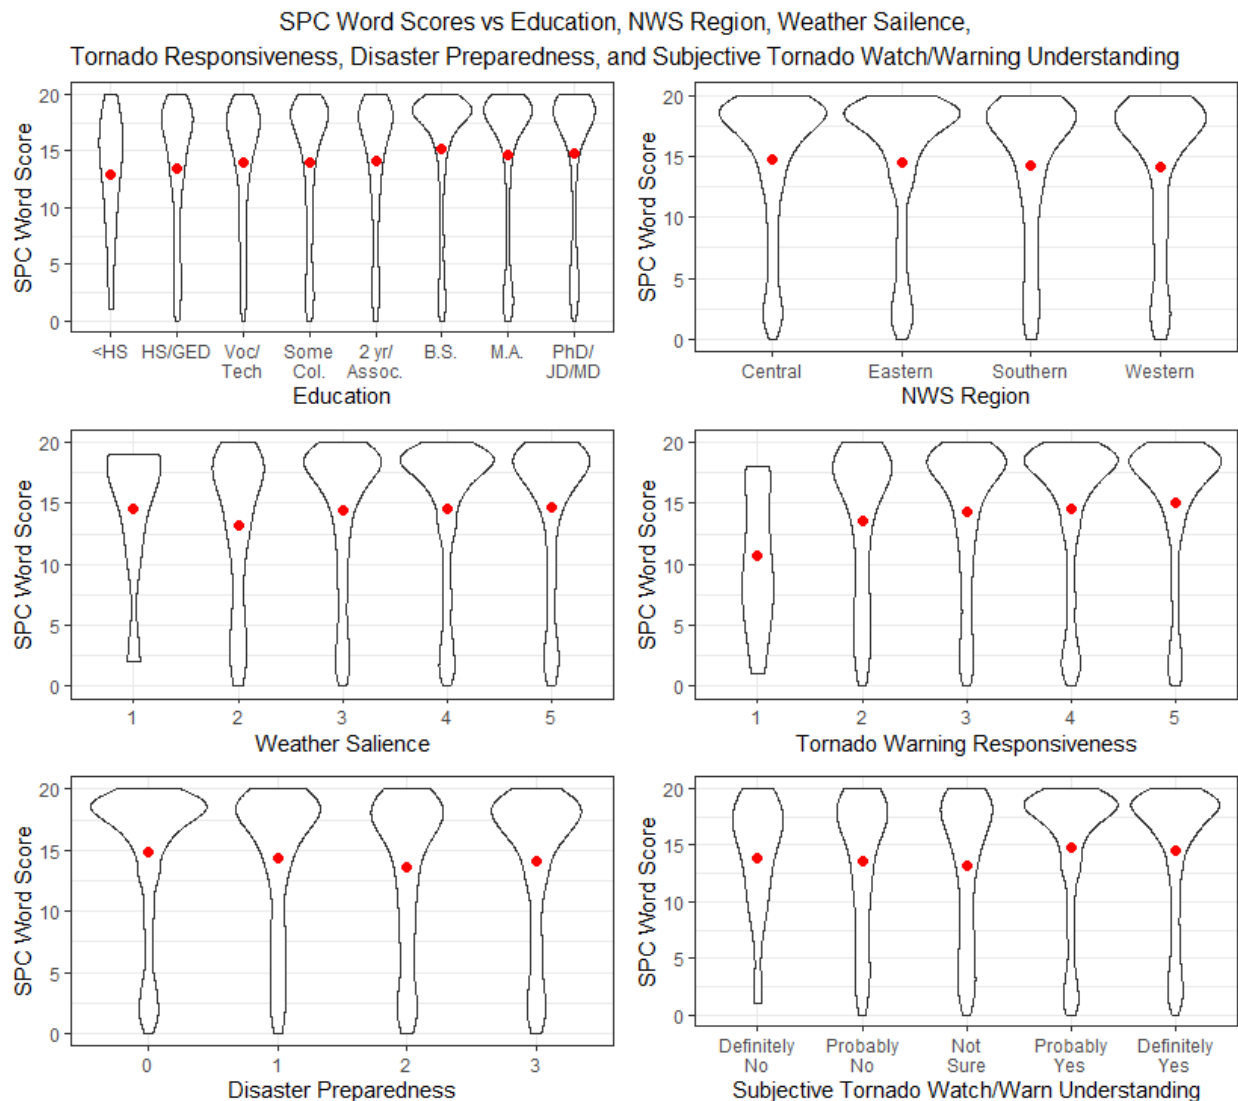 SPC Word Scores vs Education, NWS Region, Weather Sailence,
Tornado Responsiveness, Disaster Preparedness, and Subjective Tornado Watch/Warning Understanding
SPC Word Score
20
15
10
5
0
<HS HS/GED Voc/ Some 2 yr/ B.S. M.A. PhD/
Tech Col. Assoc. JD/MD
Education
SPC Word Score
20
15
10
5
0
Central Eastern Southern Western
NWS Region
SPC Word Score
20
15
10
5
0
1 2 3 4 5
Weather Salience
SPC Word Score
20
15
10
5
0
1 2 3 4 5
Tornado Warning Responsiveness
SPC Word Score
20
15
10
5
0
0 1 2 3
Disaster Preparedness
SPC Word Score
20
15
10
5
0
Definitely Probably Not Probably Definitely
No No Sure Yes Yes
Subjective Tornado Watch/Warn Understanding